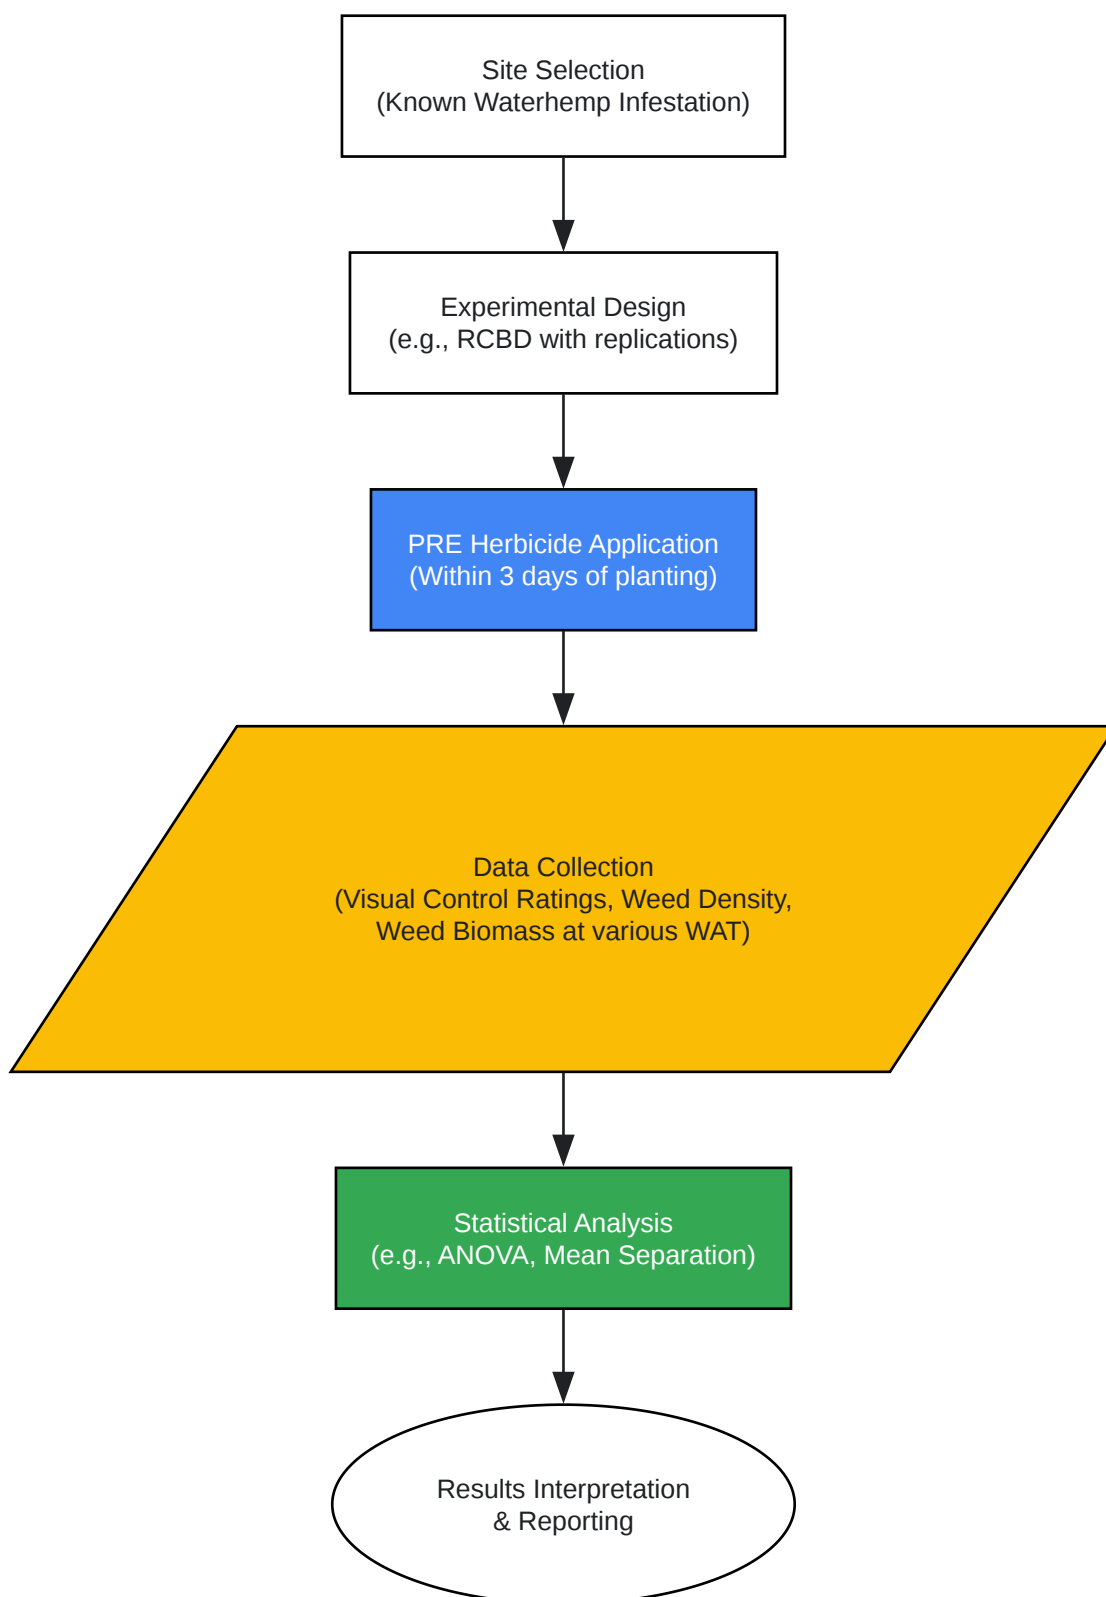 Site Selection
(Known Waterhemp Infestation)
Experimental Design
(e.g., RCBD with replications)
PRE Herbicide Application
(Within 3 days of planting)
Data Collection
(Visual Control Ratings, Weed Density,
Weed Biomass at various WAT)
Statistical Analysis
(e.g., ANOVA, Mean Separation)
Results Interpretation
& Reporting